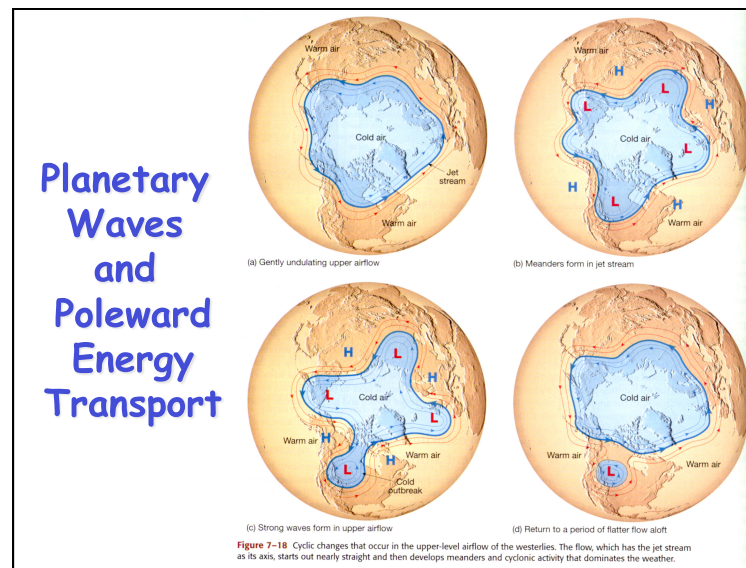 Planetary
Waves
and
Poleward
Energy
Transport
Warm air
Cold air
Jet
stream
Warm air
(a) Gently undulating upper airflow
Warm air
H
L
L
H
Cold air
L
H
L
H
Warm air
(b) Meanders form in jet stream
H
L
H
L
Cold air
L
Warm air
H
H
Warm air
L
Cold
outbreak
(c) Strong waves form in upper airflow
Cold air
Warm air
L
Warm air
(d) Return to a period of flatter flow aloft
Figure 7–18 Cyclic changes that occur in the upper-level airflow of the westerlies. The flow, which has the jet stream
as its axis, starts out nearly straight and then develops meanders and cyclonic activity that dominates the weather.